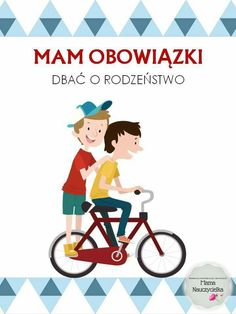 MAM OBOWIĄZKI
DBAĆ O RODZEŃSTWO
Mama
Nauczycielka